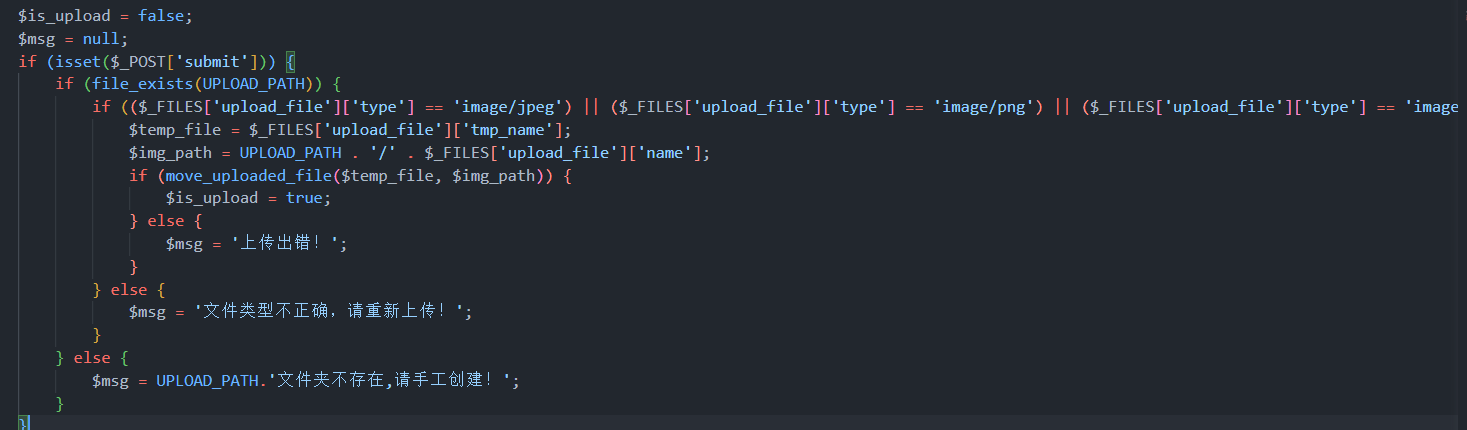 $is_upload = false;
$msg = null;
if (isset($_POST['submit'])) {
    if (file_exists(UPLOAD_PATH)) {
        if (($_FILES['upload_file']['type'] == 'image/jpeg') || ($_FILES['upload_file']['type'] == 'image/png') || ($_FILES['upload_file']['type'] == 'image
            $temp_file = $_FILES['upload_file']['tmp_name'];
            $img_path = UPLOAD_PATH . '/' . $_FILES['upload_file']['name'];
            if (move_uploaded_file($temp_file, $img_path)) {
                $is_upload = true;
            } else {
                $msg = '上传出错！';
            }
        } else {
            $msg = '文件类型不正确，请重新上传！';
        }
    } else {
        $msg = UPLOAD_PATH.'文件夹不存在,请手工创建！';
    }
}